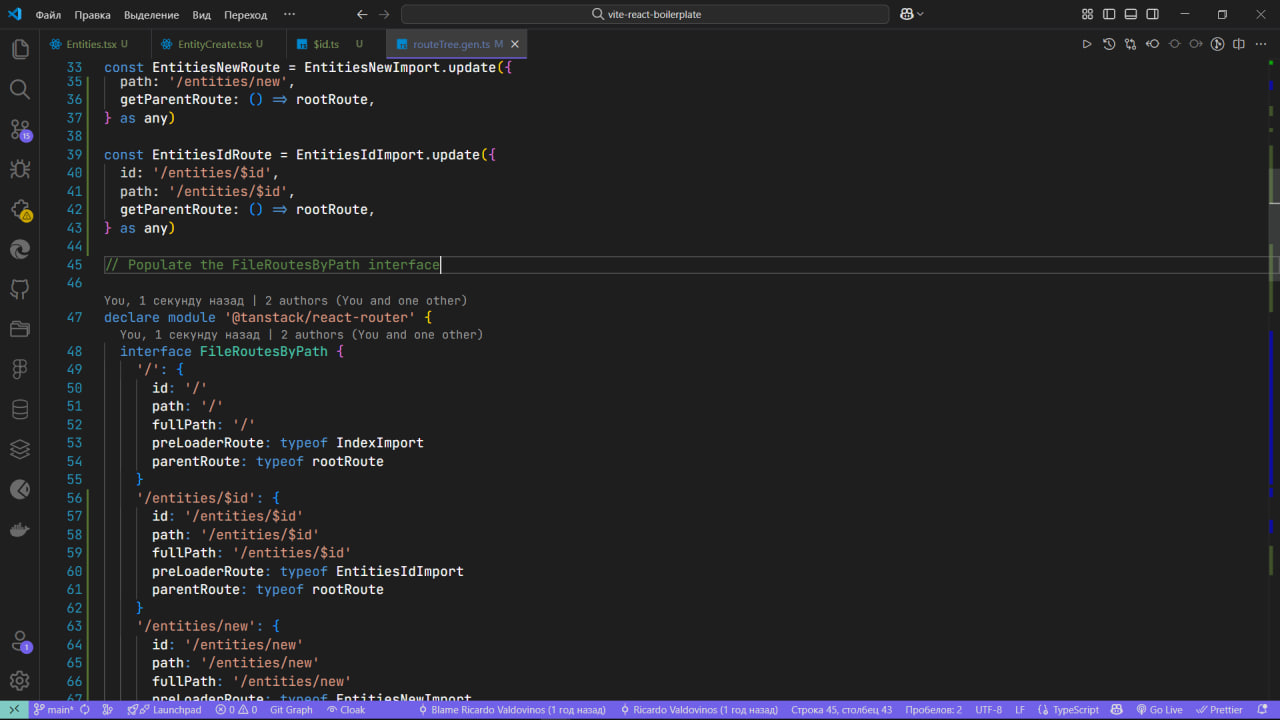 Файл Правка Выделение Вид Переход ··· vite-react-boilerplate
Entities.tsx U EntityCreate.tsx U $id.ts U routeTree.gen.ts M
33 const EntitiesNewRoute = EntitiesNewImport.update({
35 path: '/entities/new',
36 getParentRoute: () => rootRoute,
37 } as any)
38
39 const EntitiesIdRoute = EntitiesIdImport.update({
40 id: '/entities/$id',
41 path: '/entities/$id',
42 getParentRoute: () => rootRoute,
43 } as any)
44
45 // Populate the FileRoutesByPath interface
46
You, 1 секунду назад | 2 authors (You and one other)
47 declare module '@tanstack/react-router' {
You, 1 секунду назад | 2 authors (You and one other)
48 interface FileRoutesByPath {
49 '/': {
50 id: '/'
51 path: '/'
52 fullPath: '/'
53 preLoaderRoute: typeof IndexImport
54 parentRoute: typeof rootRoute
55 }
56 '/entities/$id': {
57 id: '/entities/$id'
58 path: '/entities/$id'
59 fullPath: '/entities/$id'
60 preLoaderRoute: typeof EntitiesIdImport
61 parentRoute: typeof rootRoute
62 }
63 '/entities/new': {
64 id: '/entities/new'
65 path: '/entities/new'
66 fullPath: '/entities/new'
67 preLoaderRoute: typeof EntitiesNewImport
15
1
main* Launchpad 0 0 Git Graph Cloak Blame Ricardo Valdovinos (1 год назад) Ricardo Valdovinos (1 год назад) Строка 45, столбец 43 Пробелов: 2 UTF-8 LF TypeScript Go Live Prettier